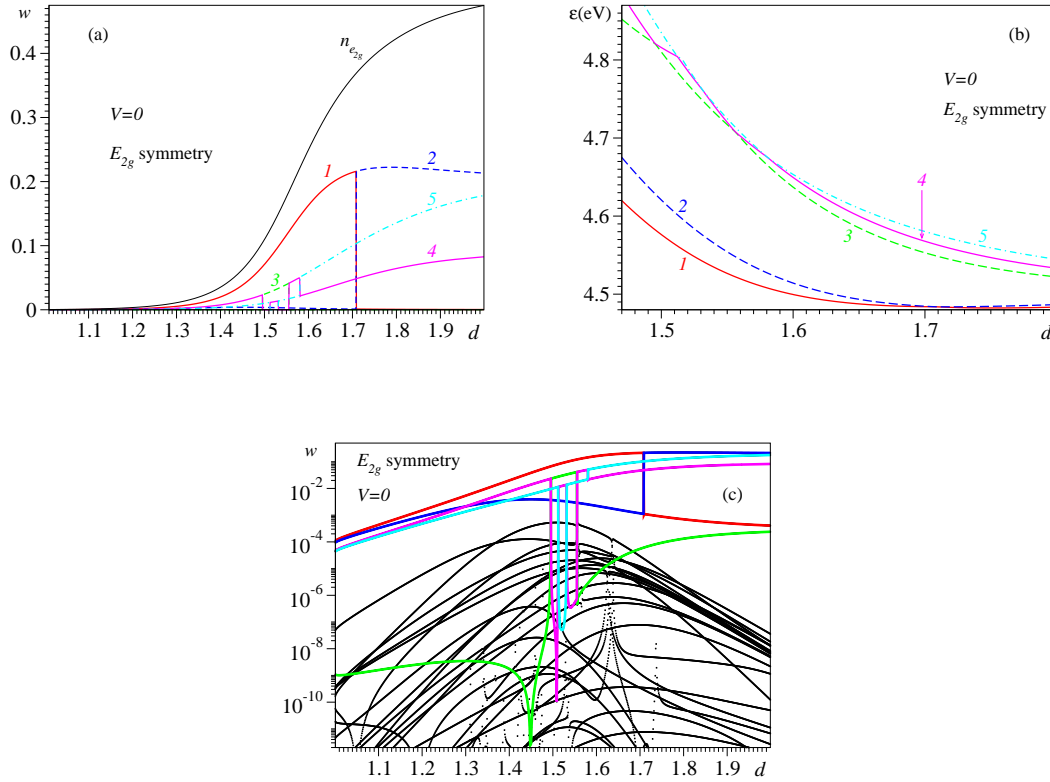 w
(a)
n_{e_{2g}}
0.4
0.3
V=0
E_{2g} symmetry
0.2
1
2
5
0.1
3
4
0
1.1 1.2 1.3 1.4 1.5 1.6 1.7 1.8 1.9 d
ε(eV)
(b)
4.8
V=0
E_{2g} symmetry
4.7
4
2
4.6
3
5
1
4.5
1.5 1.6 1.7 d
w
E_{2g} symmetry
10^{-2}
V=0
(c)
10^{-4}
10^{-6}
10^{-8}
10^{-10}
1.1 1.2 1.3 1.4 1.5 1.6 1.7 1.8 1.9 d